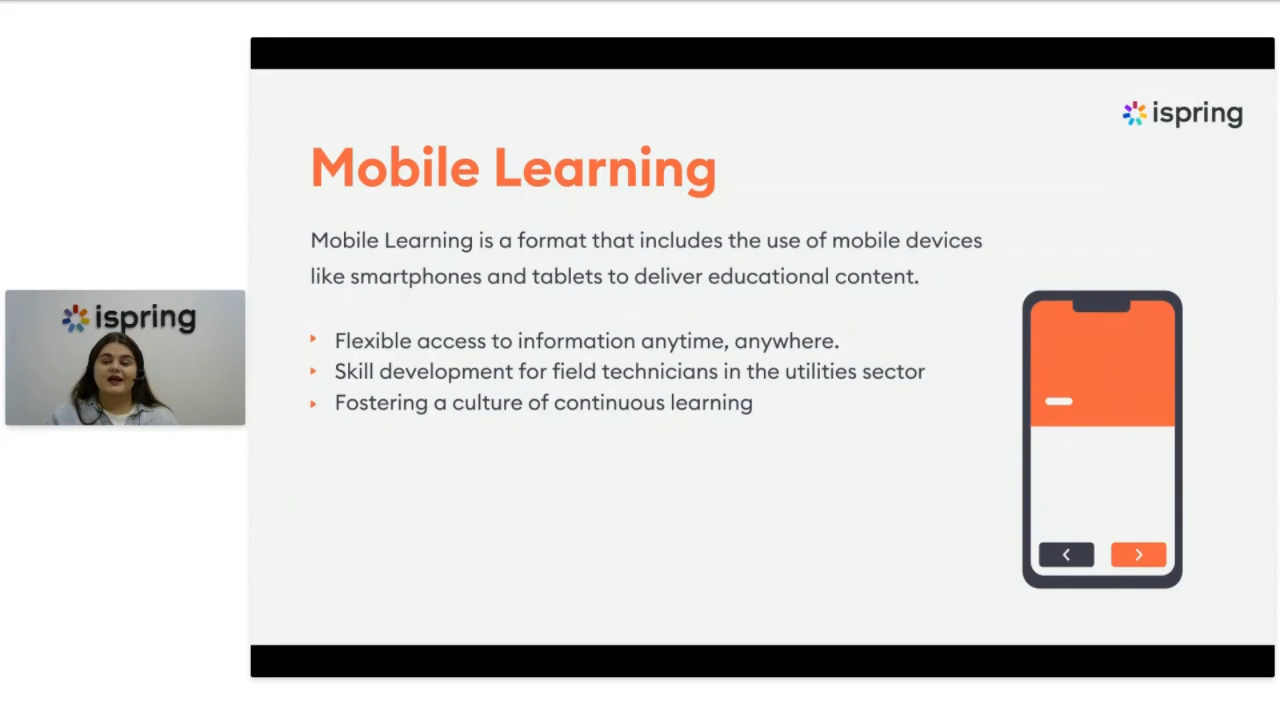 ispring
Mobile Learning
Mobile Learning is a format that includes the use of mobile devices
like smartphones and tablets to deliver educational content.
Flexible access to information anytime, anywhere.
Skill development for field technicians in the utilities sector
Fostering a culture of continuous learning
ispring